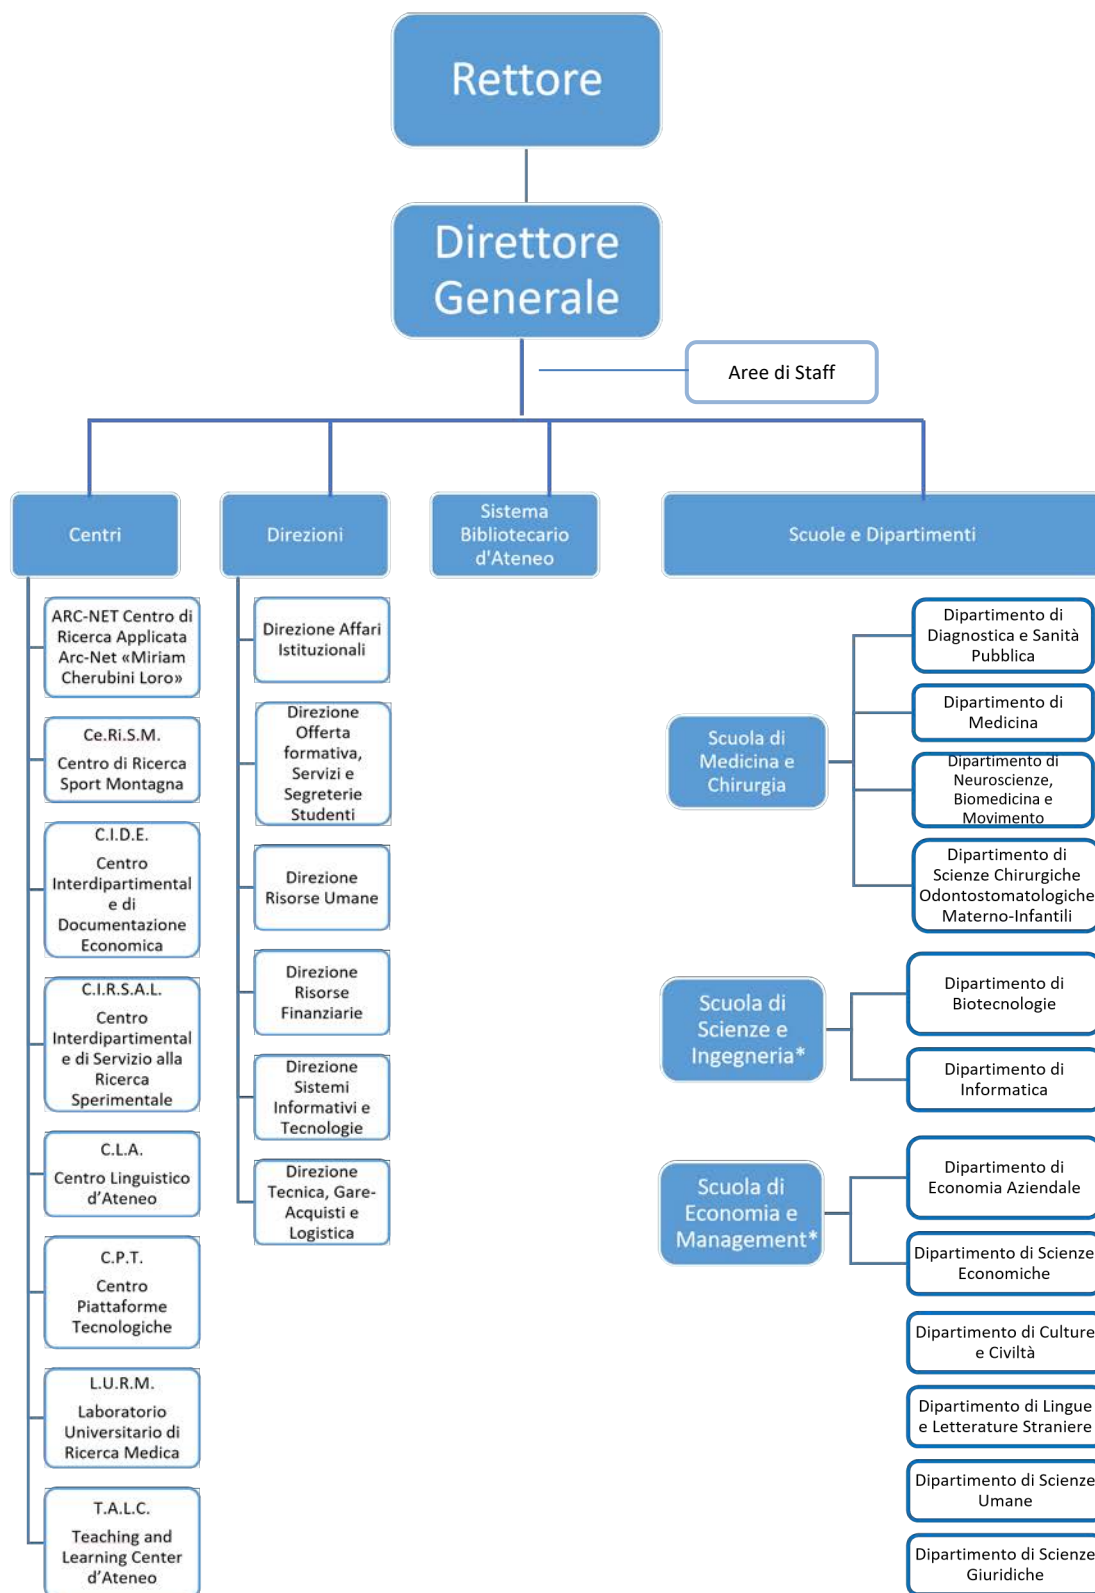 Rettore
Direttore
Generale
Aree di Staff
Centri
Direzioni
Sistema
Bibliotecario
d'Ateneo
Scuole e Dipartimenti
ARC-NET Centro di
Ricerca Applicata
Arc-Net «Miriam
Cherubini Loro»
Ce.Ri.S.M.
Centro di Ricerca
Sport Montagna
C.I.D.E.
Centro
Interdipartimental
e di
Documentazione
Economica
C.I.R.S.A.L.
Centro
Interdipartimental
e di Servizio alla
Ricerca
Sperimentale
C.L.A.
Centro Linguistico
d’Ateneo
C.P.T.
Centro
Piattaforme
Tecnologiche
L.U.R.M.
Laboratorio
Universitario di
Ricerca Medica
T.A.L.C.
Teaching and
Learning Center
d’Ateneo
Direzione Affari
Istituzionali
Direzione
Offerta
formativa,
Servizi e
Segreterie
Studenti
Direzione
Risorse Umane
Direzione
Risorse
Finanziarie
Direzione
Sistemi
Informativi e
Tecnologie
Direzione
Tecnica, Gare-
Acquisti e
Logistica
Scuola di
Medicina e
Chirurgia
Dipartimento di
Diagnostica e Sanità
Pubblica
Dipartimento di
Medicina
Dipartimento di
Neuroscienze,
Biomedicina e
Movimento
Dipartimento di
Scienze Chirurgiche
Odontostomatologiche
Materno-Infantili
Scuola di
Scienze e
Ingegneria*
Dipartimento di
Biotecnologie
Dipartimento di
Informatica
Scuola di
Economia e
Management*
Dipartimento di
Economia Aziendale
Dipartimento di Scienze
Economiche
Dipartimento di Culture
e Civiltà
Dipartimento di Lingue
e Letterature Straniere
Dipartimento di Scienze
Umane
Dipartimento di Scienze
Giuridiche